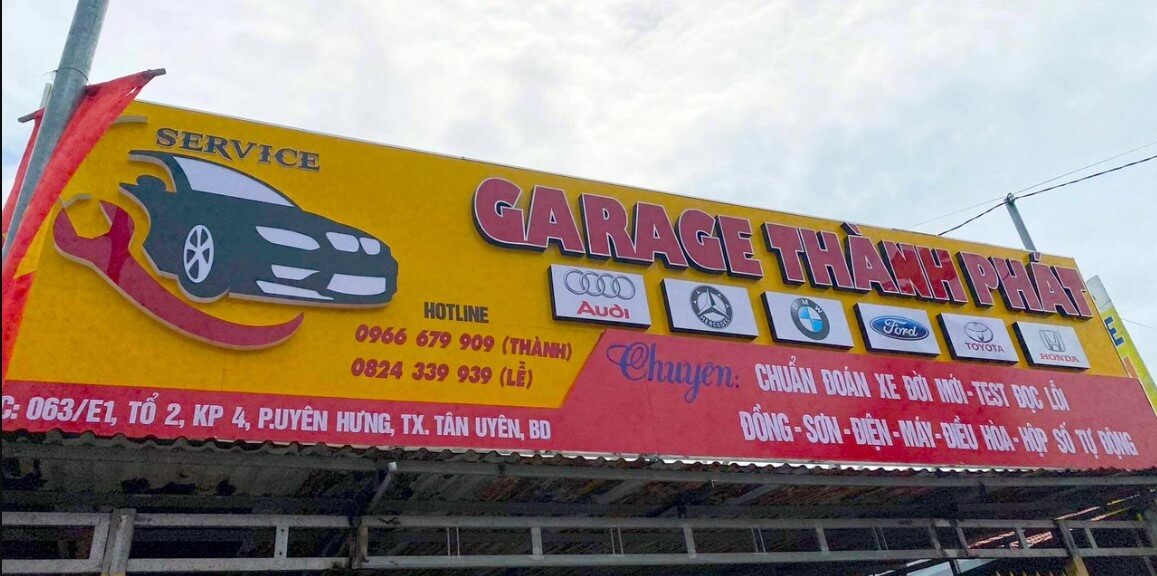 SERVICE
GARAGE THÀNH PHÁT
Audi
MERCEDES
BMW
Ford
TOYOTA
HONDA
HOTLINE
0966 679 909 (THÀNH)
0824 339 939 (LỄ)
Chuyên:
CHUẨN ĐOÁN XE ĐỜI MỚI - TEST ĐỌC LỖI
ĐỒNG - SƠN - ĐIỆN - MÁY - ĐIỀU HÒA - HỘP SỐ TỰ ĐỘNG
C: 063/E1, TỔ 2, KP 4, P.UYÊN HƯNG, TX. TÂN UYÊN, BD